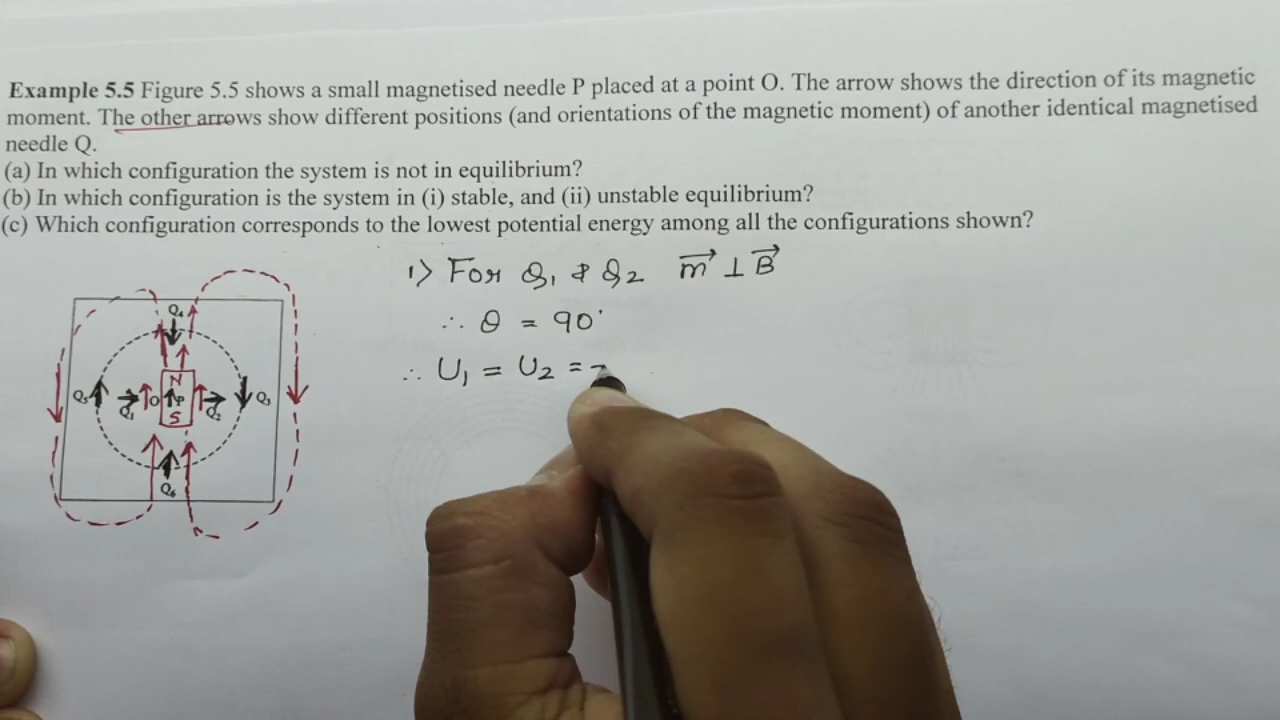 Example 5.5 Figure 5.5 shows a small magnetised needle P placed at a point O. The arrow shows the direction of its magnetic
moment. The other arrows show different positions (and orientations of the magnetic moment) of another identical magnetised
needle Q.
(a) In which configuration the system is not in equilibrium?
(b) In which configuration is the system in (i) stable, and (ii) unstable equilibrium?
(c) Which configuration corresponds to the lowest potential energy among all the configurations shown?
1) For Q₁ & Q₂ m⃗ ⊥ B⃗
∴ θ = 90°
∴ U₁ = U₂ = -
Q₄
N
Q₅ Q₁ O P Q₂ Q₃
S
Q₆